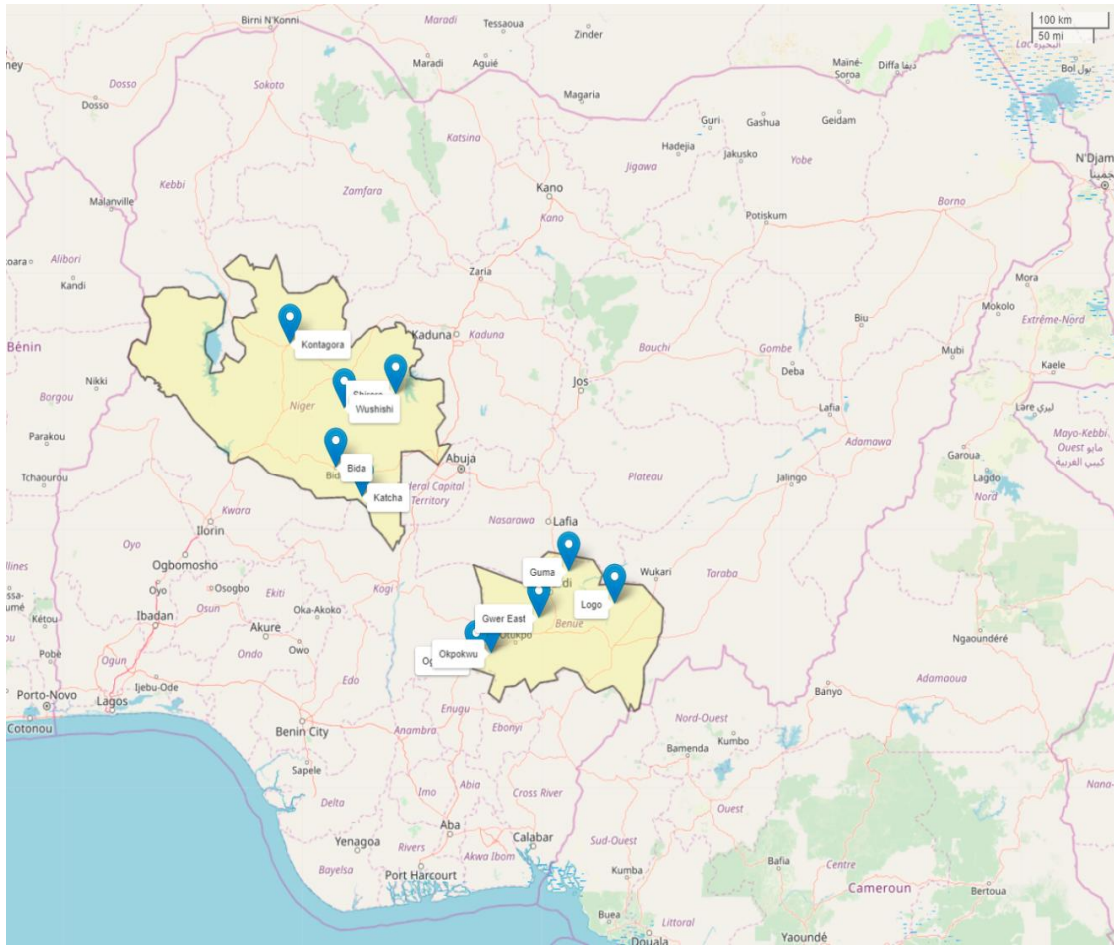 Birni N'Konni
Maradi
Tessaoua
Zinder
100 km
50 mi
Dosso
Sokoto
Maradi
Aguié
Maïné-Soroa
Diffa ديفا
Bol بول
Dosso
Magaria
Gashua
Geidam
Guri
Katsina
Hadejia
Jakusko
Yobe
Jigawa
Kebbi
Zamfara
Kano
Kano
Malanville
Potiskum
Borno
Alibori
Kandi
Zaria
Mora
Mokolo
Extrême-Nord
Kontagora
Kaduna
Kaduna
Biu
Bénin
Bauchi
Gombe
Mubi
Kaele
Deba
Nikki
Jos
Borgou
Niger
Wushishi
Lafia
Lare لري
Adamawa
Parakou
Mayo-Kebbi
Ouest مايو
كيبي الغربية
Bida
Abuja
Garoua
Plateau
Tchaourou
Katcha
Capital
Territory
Jalingo
Lagdo
Nord
Kwara
Nasarawa
Ilorin
Lafia
Oyo
Ogbomosho
Guma
Wukari
Taraba
Oyo
Osogbo
Ekiti
Kogi
Logo
Kétou
Ibadan
Osun
Oka-Akoko
Gwer East
Benue
Akure
Ngaoundéré
Pobè
Ogun
Ondo
Owo
Okpokwu
Adamaoua
Porto-Novo
Ijebu-Ode
Edo
Banyo
Lagos
Enugu
Cotonou
Benin City
Anambra
Ebonyi
Nord-Ouest
Kumbo
Bamenda
Sapele
Delta
Imo
Abia
Cross River
Ouest
Aba
Sud-Ouest
Yenagoa
Rivers
Akwa Ibom
Calabar
Bafia
Centre
Bayelsa
Port Harcourt
Kumba
Cameroun
Bertoua
Buea
Littoral
Douala
Yaoundé